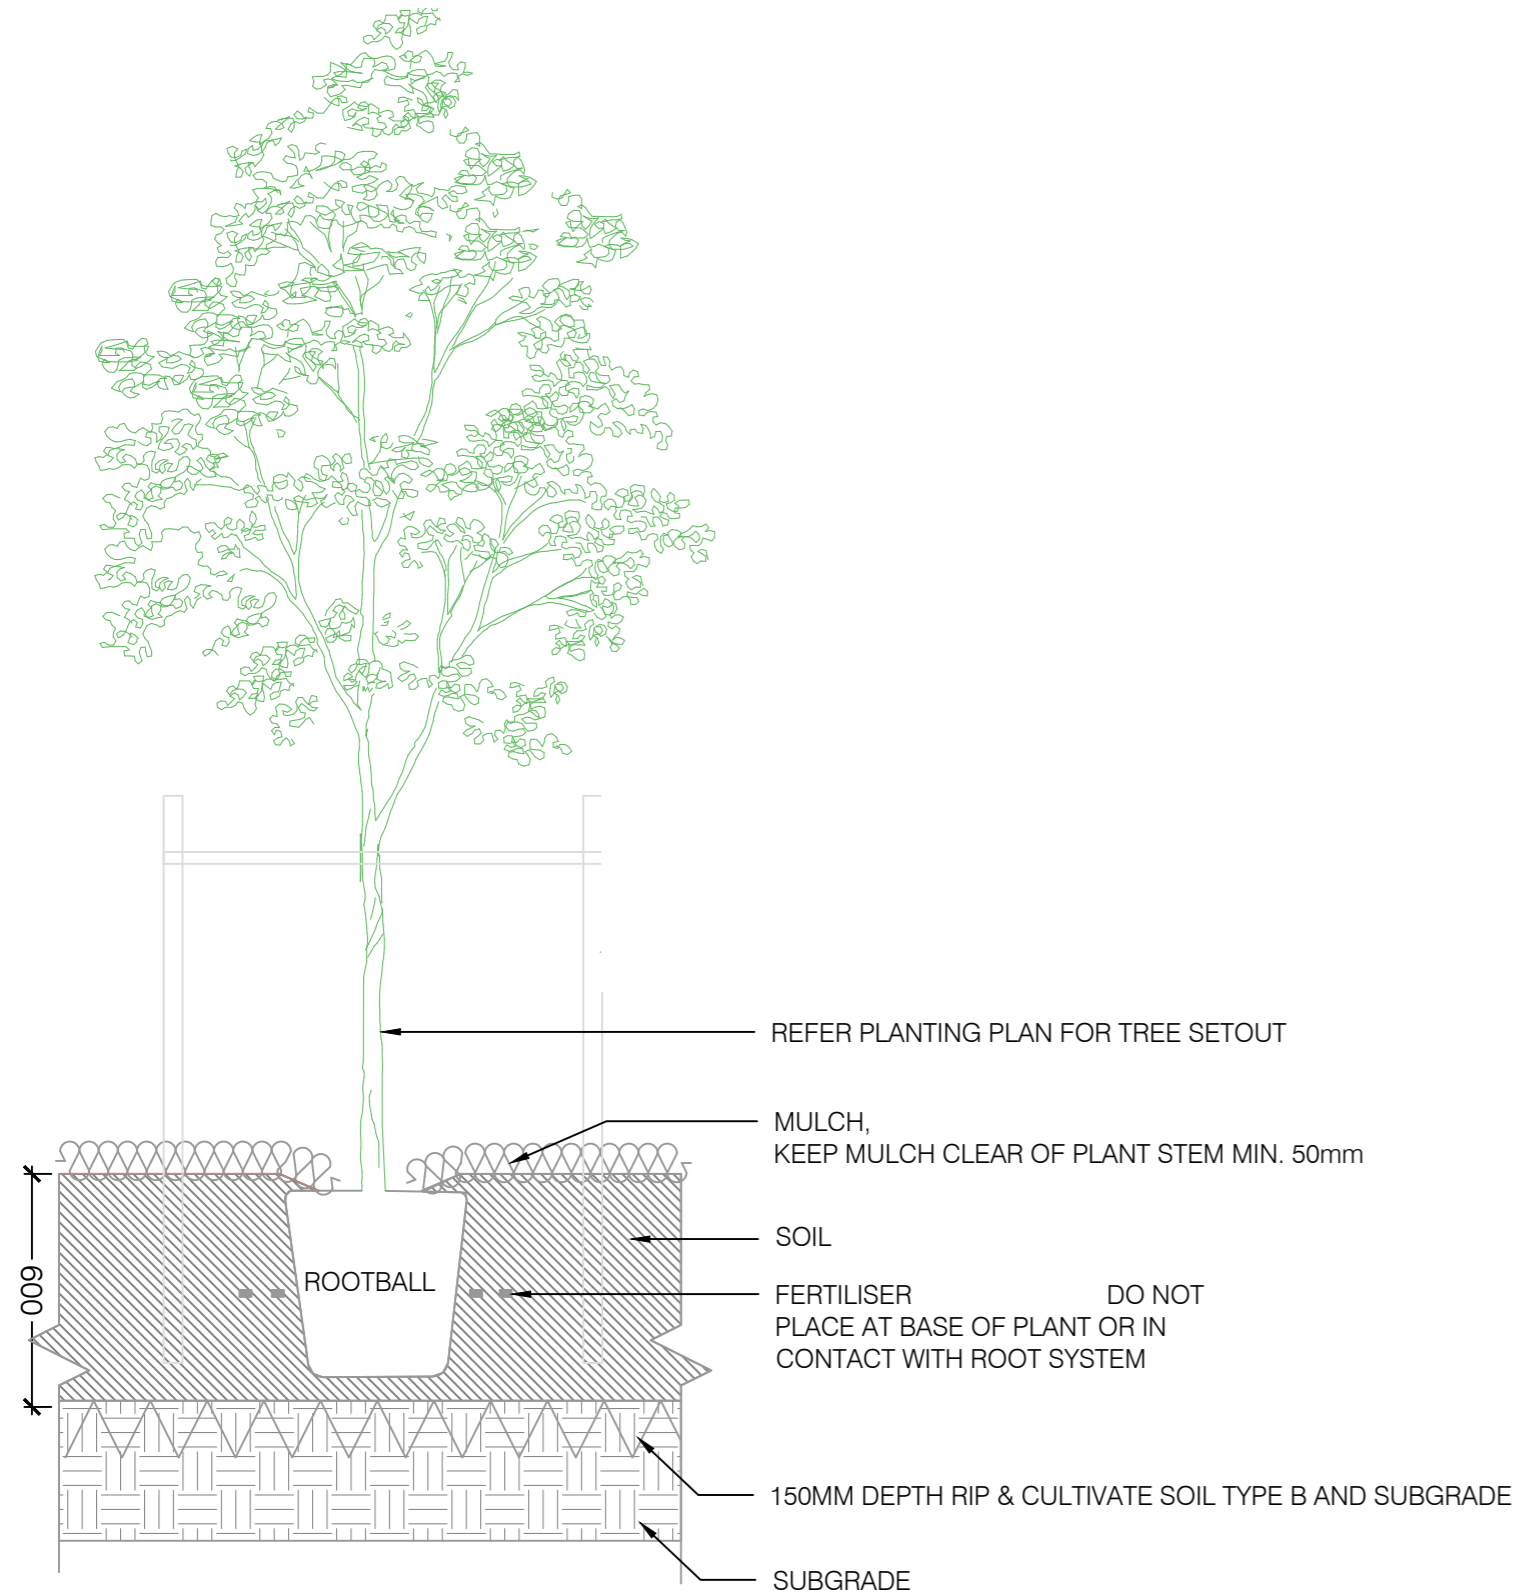 REFER PLANTING PLAN FOR TREE SETOUT
MULCH,
KEEP MULCH CLEAR OF PLANT STEM MIN. 50mm
SOIL
ROOTBALL
600
FERTILISER DO NOT
PLACE AT BASE OF PLANT OR IN
CONTACT WITH ROOT SYSTEM
150MM DEPTH RIP & CULTIVATE SOIL TYPE B AND SUBGRADE
SUBGRADE